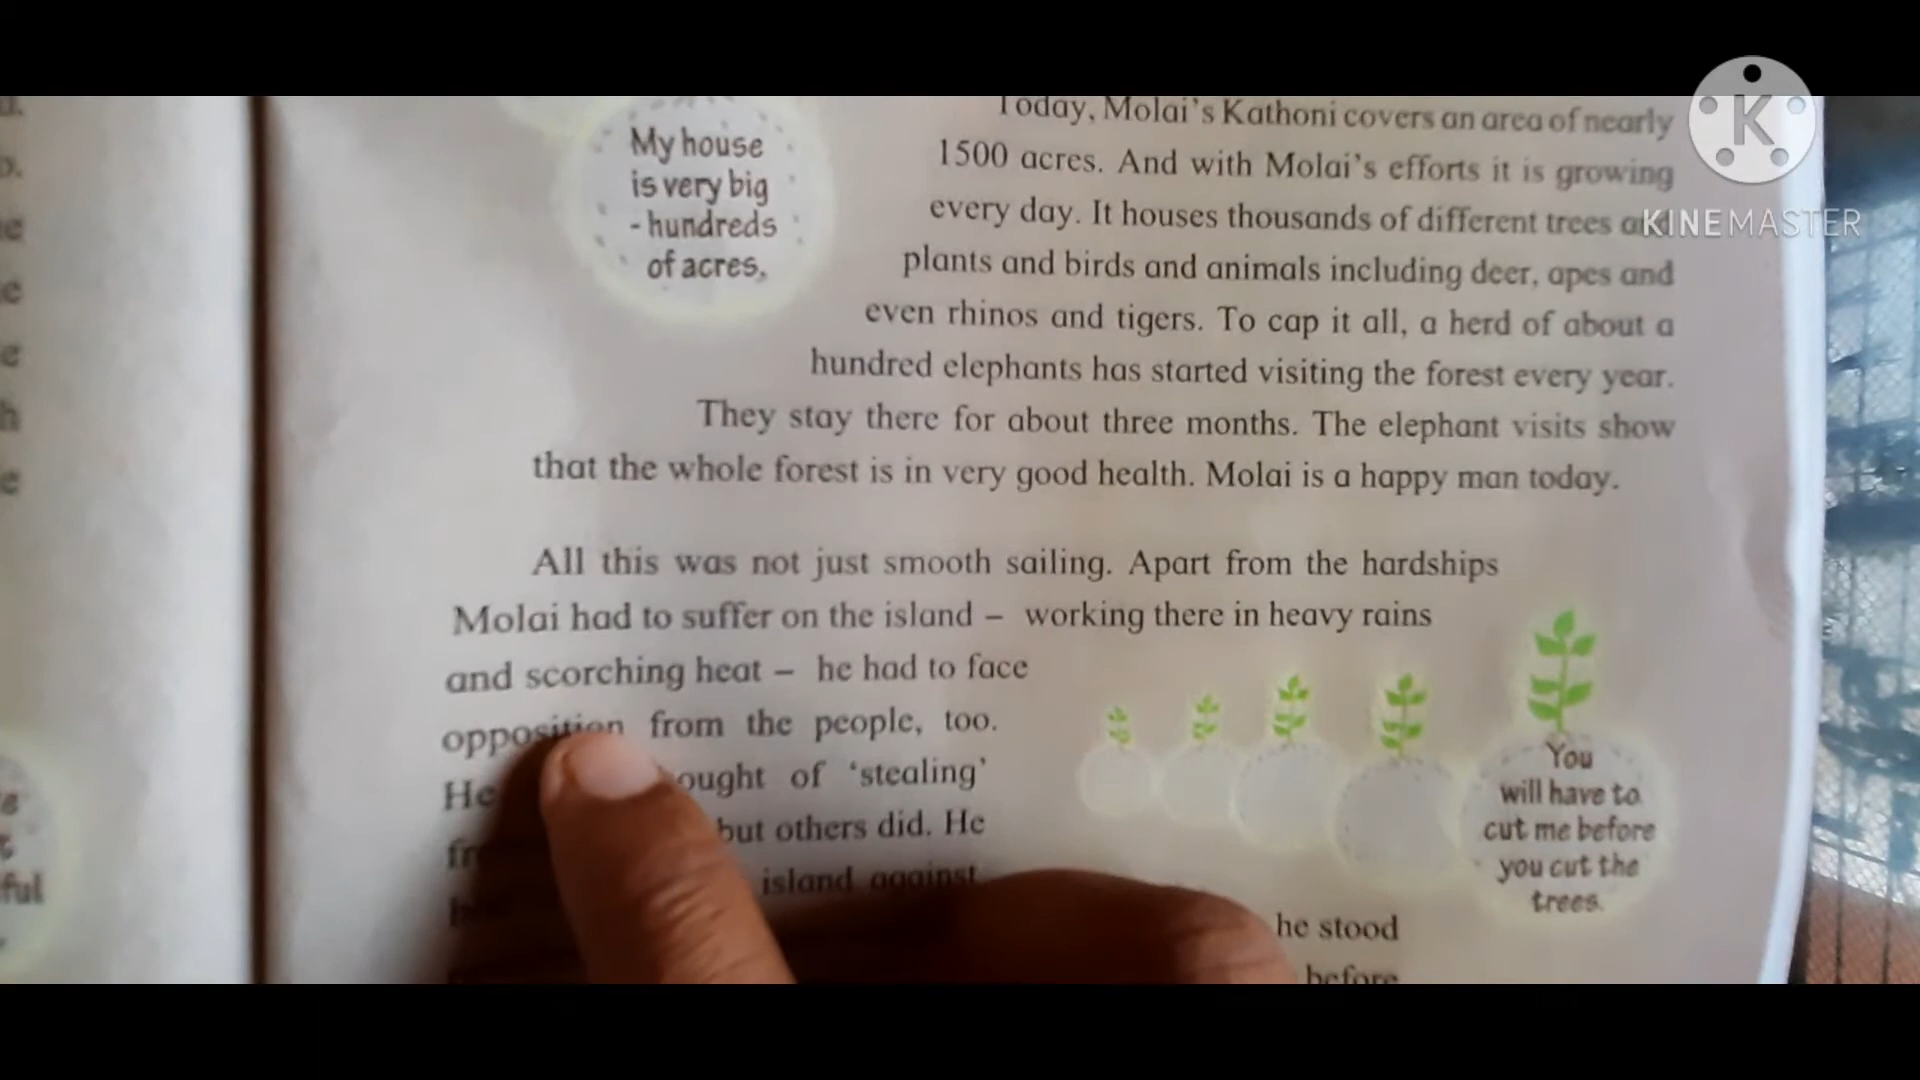 My house
is very big
- hundreds
of acres.
Today, Molai's Kathoni covers an area of nearly
1500 acres. And with Molai's efforts it is growing
every day. It houses thousands of different trees
plants and birds and animals including deer, apes and
even rhinos and tigers. To cap it all, a herd of about a
hundred elephants has started visiting the forest every year.
They stay there for about three months. The elephant visits show
that the whole forest is in very good health. Molai is a happy man today.
All this was not just smooth sailing. Apart from the hardships
Molai had to suffer on the island – working there in heavy rains
and scorching heat – he had to face
opposition from the people, too.
He of 'stealing'
but others did. He
island against
he stood
before
You
will have to
cut me before
you cut the
trees.
K
KINEMASTER
ful